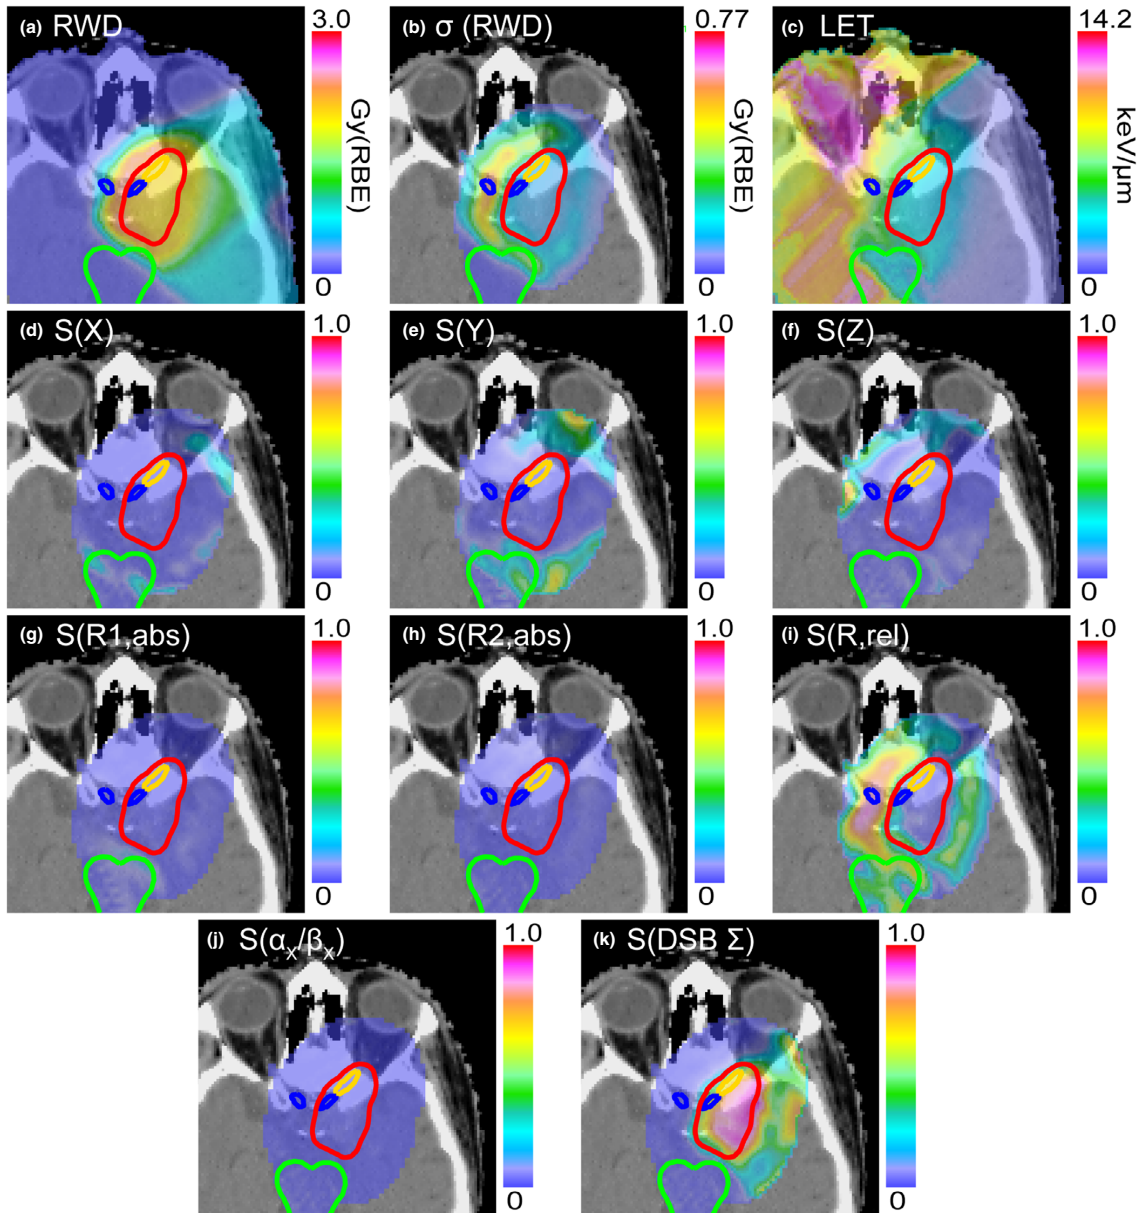 (a) RWD 3.0
Gy(RBE)
0
(b) σ (RWD) 0.77
Gy(RBE)
0
(c) LET 14.2
keV/μm
0
(d) S(X) 1.0
0
(e) S(Y) 1.0
0
(f) S(Z) 1.0
0
(g) S(R1,abs) 1.0
0
(h) S(R2,abs) 1.0
0
(i) S(R,rel) 1.0
0
(j) S(αx/βx) 1.0
0
(k) S(DSB Σ) 1.0
0